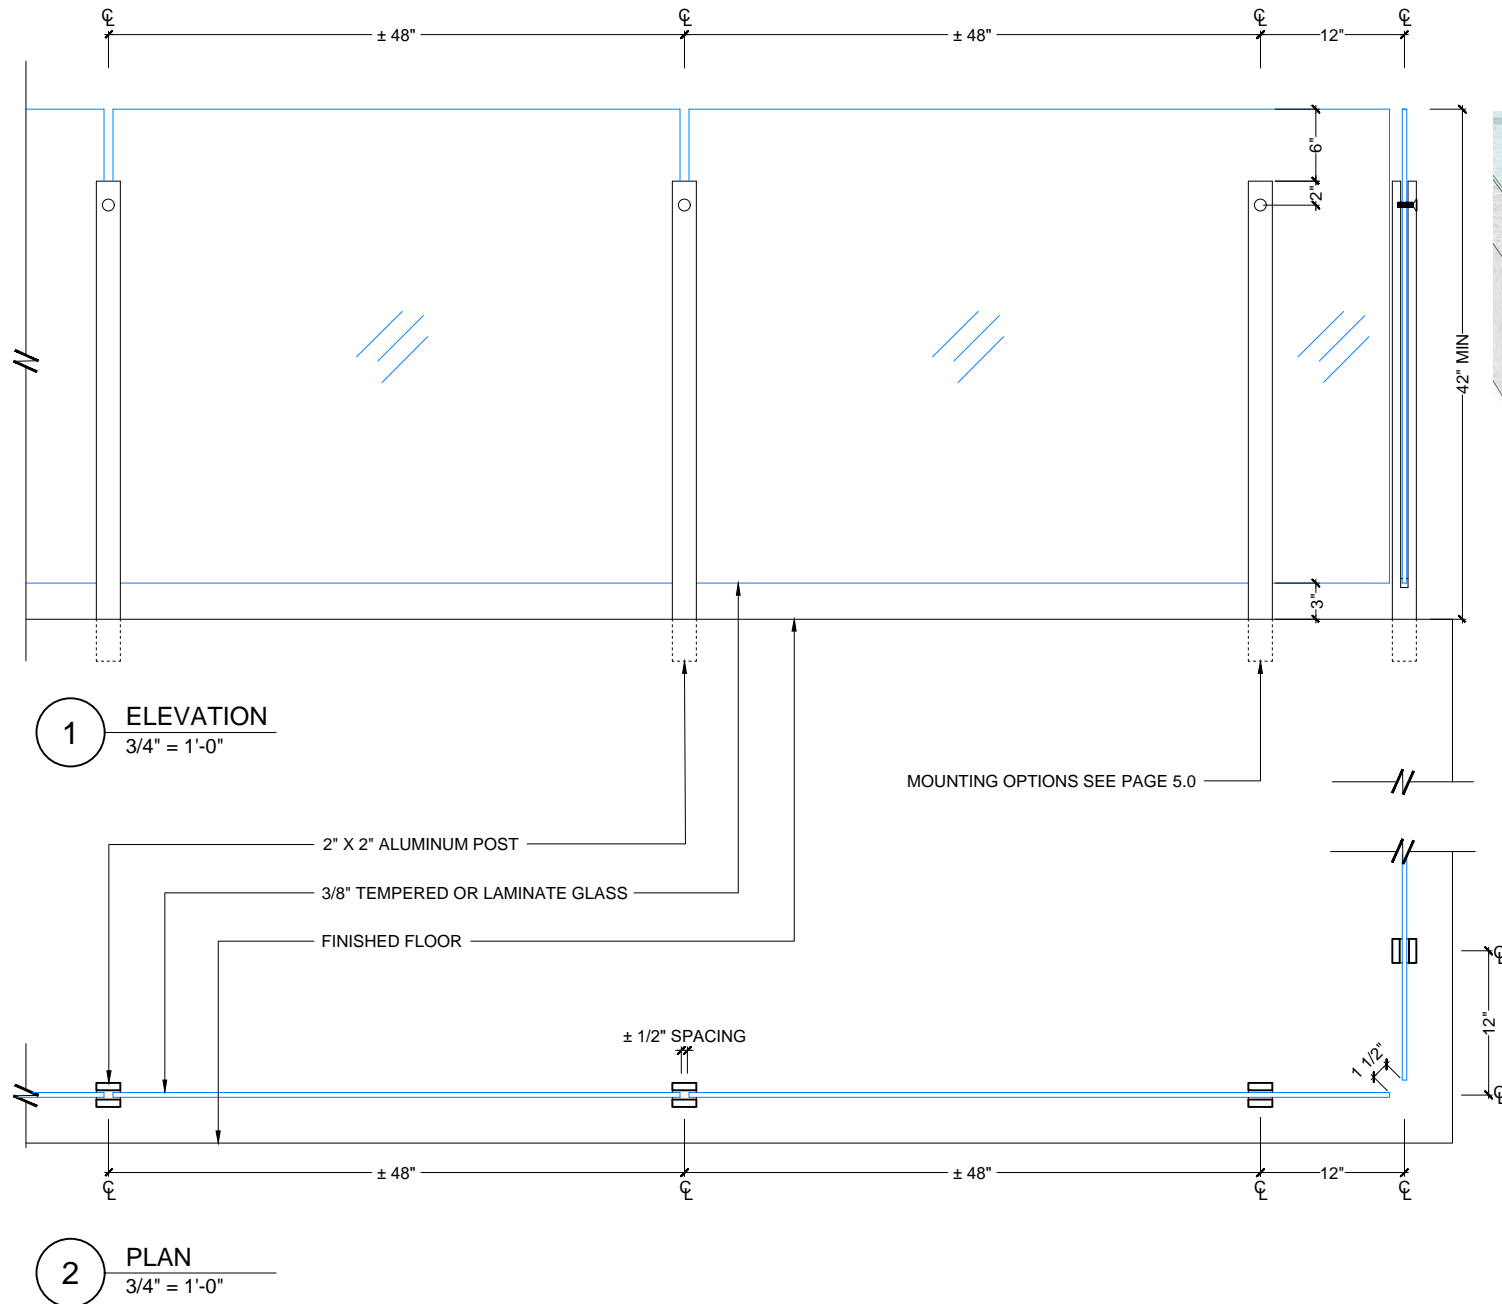 ℄ ℄ ℄ ℄
± 48" ± 48" 12"
6"
2"
42" MIN
3"
1 ELEVATION
3/4" = 1'-0"
MOUNTING OPTIONS SEE PAGE 5.0
2" X 2" ALUMINUM POST
3/8" TEMPERED OR LAMINATE GLASS
FINISHED FLOOR
℄
12"
± 1/2" SPACING
1 1/2"
℄
± 48" ± 48" 12"
℄ ℄ ℄ ℄
2 PLAN
3/4" = 1'-0"